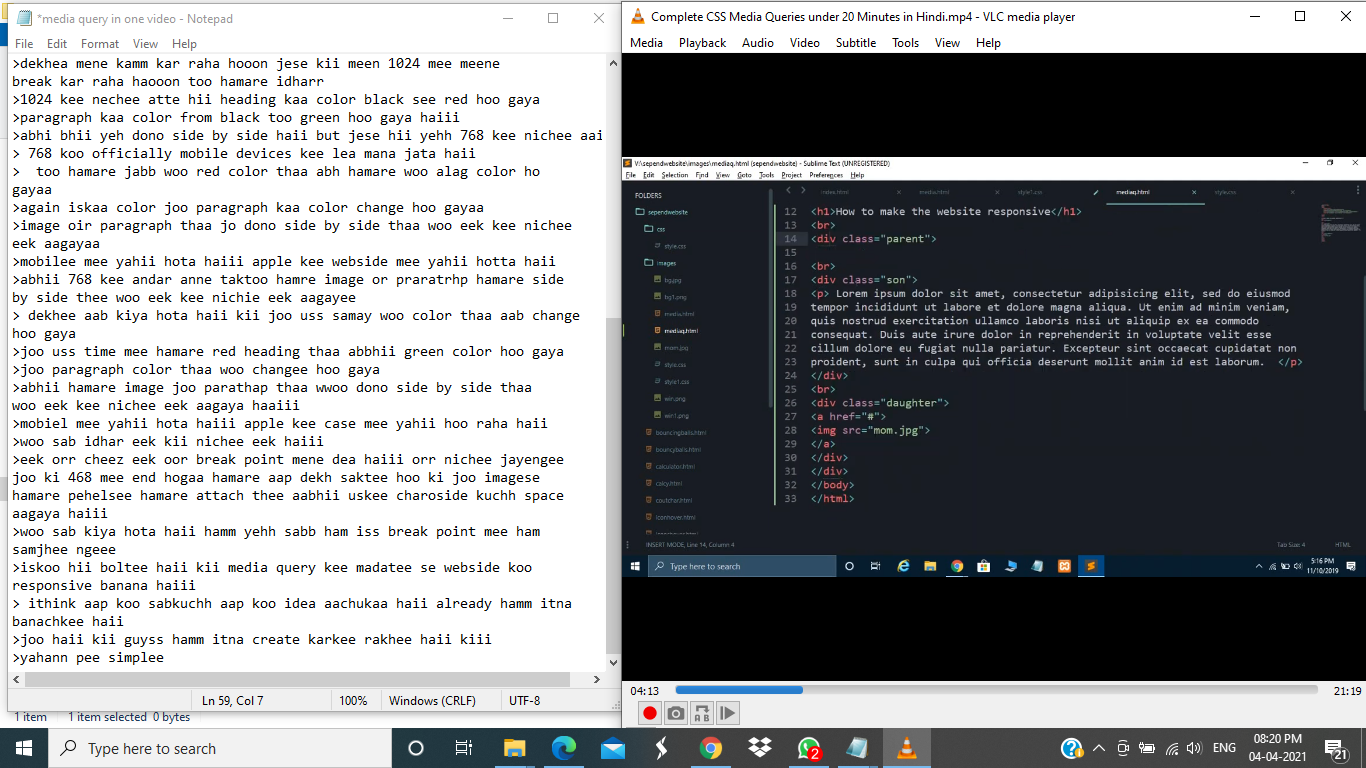 *media query in one video - Notepad
File Edit Format View Help
>dekhea mene kamm kar raha hooon jese kii meen 1024 mee meene
break kar raha haooon too hamare idharr
>1024 kee nechee atte hii heading kaa color black see red hoo gaya
>paragraph kaa color from black too green hoo gaya haiii
>abhi bhii yeh dono side by side haii but jese hii yehh 768 kee nichee aai
> 768 koo officially mobile devices kee lea mana jata haii
>  too hamare jabb woo red color thaa abh hamare woo alag color ho
gayaa
>again iskaa color joo paragraph kaa color change hoo gayaa
>image oir paragraph thaa jo dono side by side thaa woo eek kee nichee
eek aagayaa
>mobilee mee yahii hota haiii apple kee webside mee yahii hotta haii
>abhii 768 kee andar anne taktoo hamre image or praratrhp hamare side
by side thee woo eek kee nichie eek aagayee
> dekhee aab kiya hota haii kii joo uss samay woo color thaa aab change
hoo gaya
>joo uss time mee hamare red heading thaa abbhii green color hoo gaya
>joo paragraph color thaa woo changee hoo gaya
>abhii hamare image joo parathap thaa wwoo dono side by side thaa
woo eek kee nichee eek aagaya haaiii
>mobiel mee yahii hota haiii apple kee case mee yahii hoo raha haii
>woo sab idhar eek kii nichee eek haiii
>eek orr cheez eek oor break point mene dea haiii orr nichee jayengee
joo ki 468 mee end hogaa hamare aap dekh saktee hoo ki joo imagese
hamare pehelsee hamare attach thee aabhii uskee charoside kuchh space
aagaya haiii
>woo sab kiya hota haii hamm yehh sabb ham iss break point mee ham
samjhee ngeee
>iskoo hii boltee haii kii media query kee madatee se webside koo
responsive banana haiii
> ithink aap koo sabkuchh aap koo idea aachukaa haii already hamm itna
banachkee haii
>joo haii kii guyss hamm itna create karkee rakhee haii kiii
>yahann pee simplee
Ln 59, Col 7 100% Windows (CRLF) UTF-8
1 item 1 item selected 0 bytes
Complete CSS Media Queries under 20 Minutes in Hindi.mp4 - VLC media player
Media Playback Audio Video Subtitle Tools View Help
V:\sependwebsite\images\mediaq.html (sependwebsite) - Sublime Text (UNREGISTERED)
File Edit Selection Find View Goto Tools Project Preferences Help
index.html media.html style1.css mediaq.html style.css
FOLDERS
sependwebsite
css
style.css
images
bg.jpg
bg1.png
media.html
mediaq.html
mom.jpg
style.css
style1.css
win.png
win1.png
bouncingballs.html
bouncyballs.html
calculator.html
calcy.html
coutchar.html
iconhover.html
12 <h1>How to make the website responsive</h1>
13 <br>
14 <div class="parent">
15
16 <br>
17 <div class="son">
18 <p> Lorem ipsum dolor sit amet, consectetur adipisicing elit, sed do eiusmod
19 tempor incididunt ut labore et dolore magna aliqua. Ut enim ad minim veniam,
20 quis nostrud exercitation ullamco laboris nisi ut aliquip ex ea commodo
21 consequat. Duis aute irure dolor in reprehenderit in voluptate velit esse
22 cillum dolore eu fugiat nulla pariatur. Excepteur sint occaecat cupidatat non
23 proident, sunt in culpa qui officia deserunt mollit anim id est laborum.  </p>
24 </div>
25 <br>
26 <div class="daughter">
27 <a href="#">
28 <img src="mom.jpg">
29 </a>
30 </div>
31 </div>
32 </body>
33 </html>
INSERT MODE, Line 14, Column 4 Tab Size 4 HTML
Type here to search
5:16 PM
11/10/2019
04:13 21:19
A B
Type here to search
2
ENG
08:20 PM
04-04-2021
21